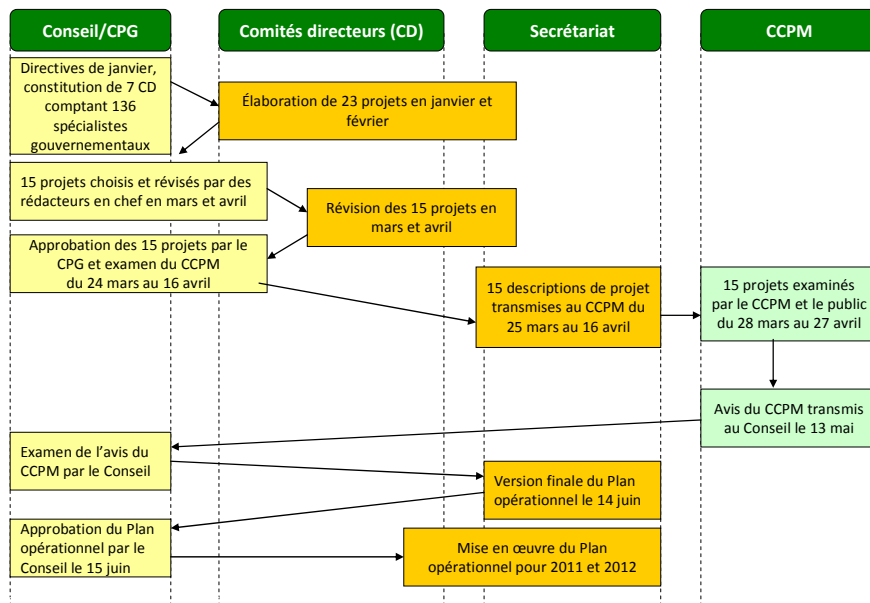 Conseil/CPG
Comités directeurs (CD)
Secrétariat
CCPM
Directives de janvier,
constitution de 7 CD
comptant 136
spécialistes
gouvernementaux
Élaboration de 23 projets en janvier et
février
15 projets choisis et révisés par des
rédacteurs en chef en mars et avril
Révision des 15 projets en
mars et avril
Approbation des 15 projets par le
CPG et examen du CCPM
du 24 mars au 16 avril
15 descriptions de projet
transmises au CCPM du
25 mars au 16 avril
15 projets examinés
par le CCPM et le public
du 28 mars au 27 avril
Avis du CCPM transmis
au Conseil le 13 mai
Examen de l’avis du
CCPM par le Conseil
Version finale du Plan
opérationnel le 14 juin
Approbation du Plan
opérationnel par le
Conseil le 15 juin
Mise en œuvre du Plan
opérationnel pour 2011 et 2012